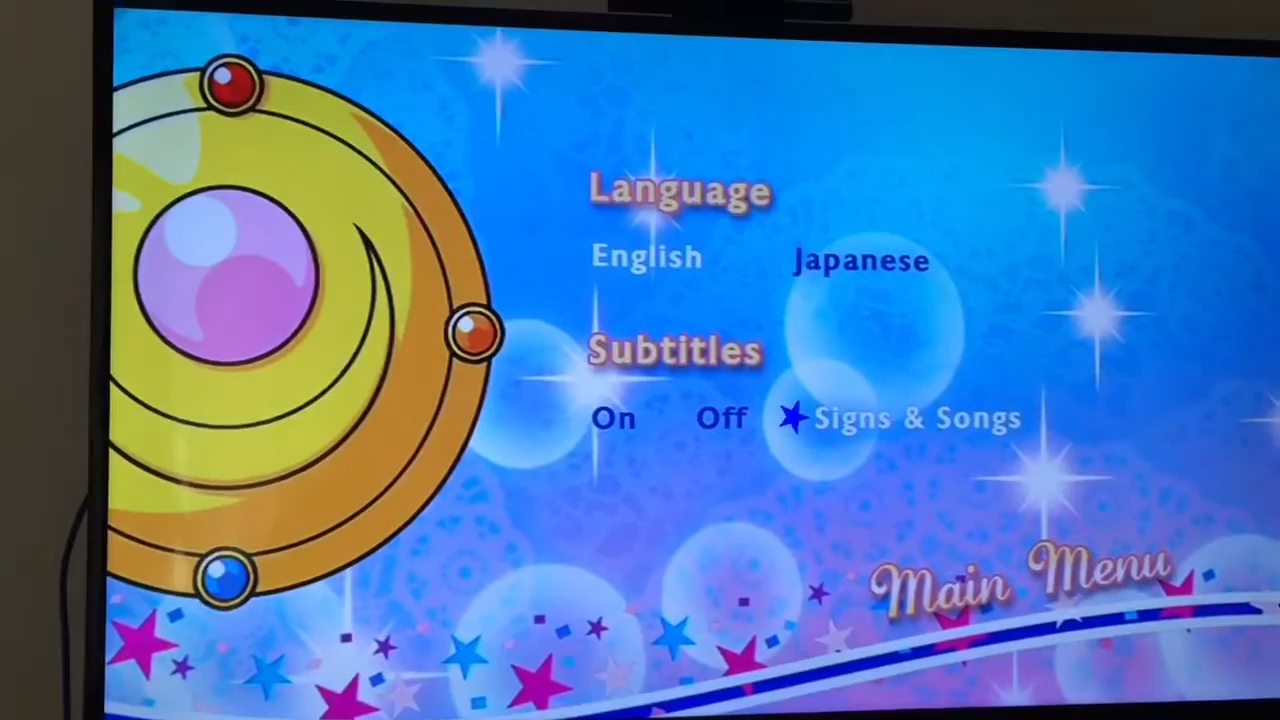 Language
English Japanese
Subtitles
On Off Signs & Songs
Main Menu